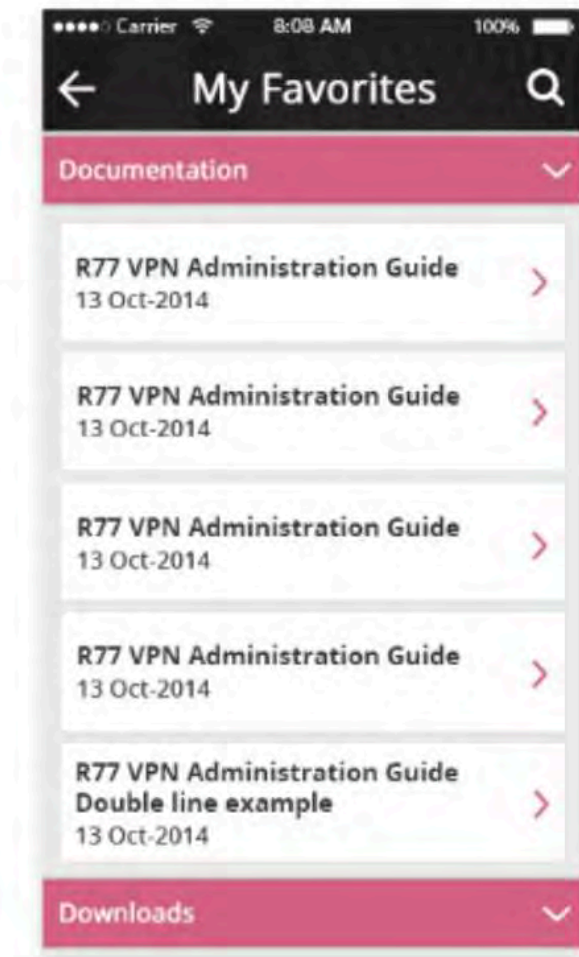 Carrier 8:08 AM 100%
My Favorites
Documentation
R77 VPN Administration Guide
13 Oct-2014
R77 VPN Administration Guide
13 Oct-2014
R77 VPN Administration Guide
13 Oct-2014
R77 VPN Administration Guide
13 Oct-2014
R77 VPN Administration Guide
Double line example
13 Oct-2014
Downloads